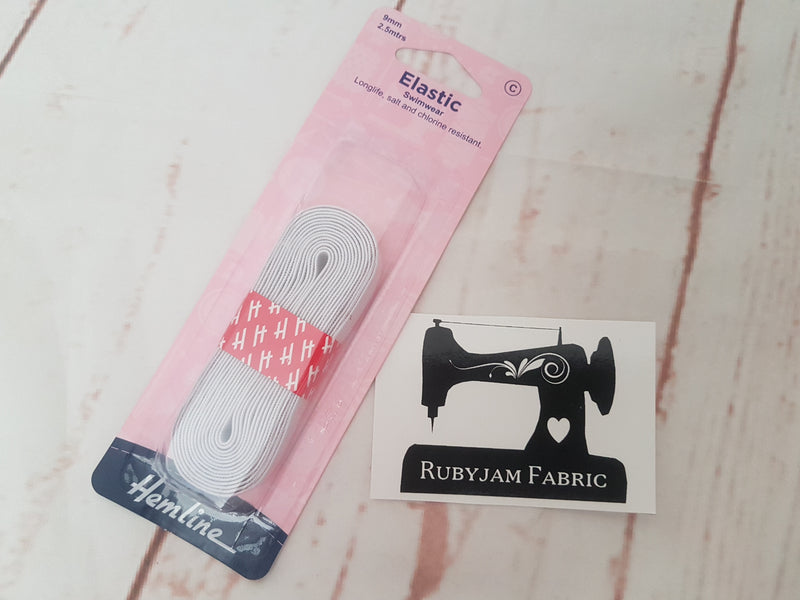 9mm
2.5mtrs
C
Elastic
Swimwear
Longlife, salt and chlorine resistant.
H H H H H H H H H
Hemline
RUBYJAM FABRIC